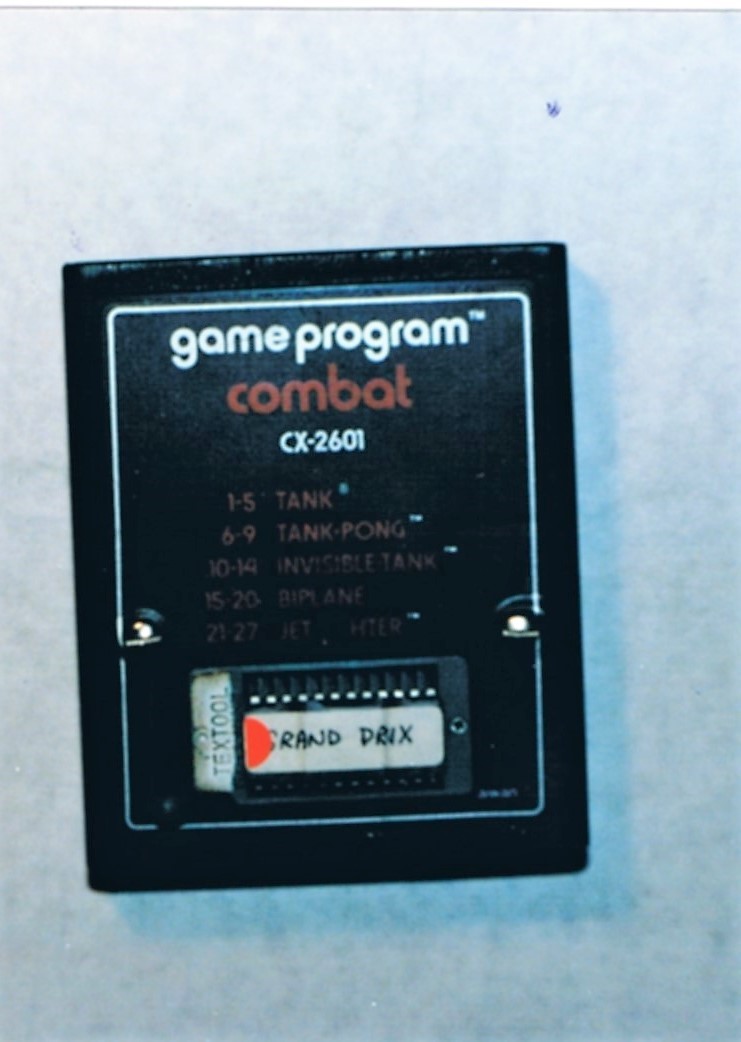 game program™
combat
CX-2601
1-5 TANK®
6-9 TANK-PONG™
10-14 INVISIBLE TANK™
15-20 BIPLANE
21-27 JET HTER™
TEXTOOL
GRAND DRIX